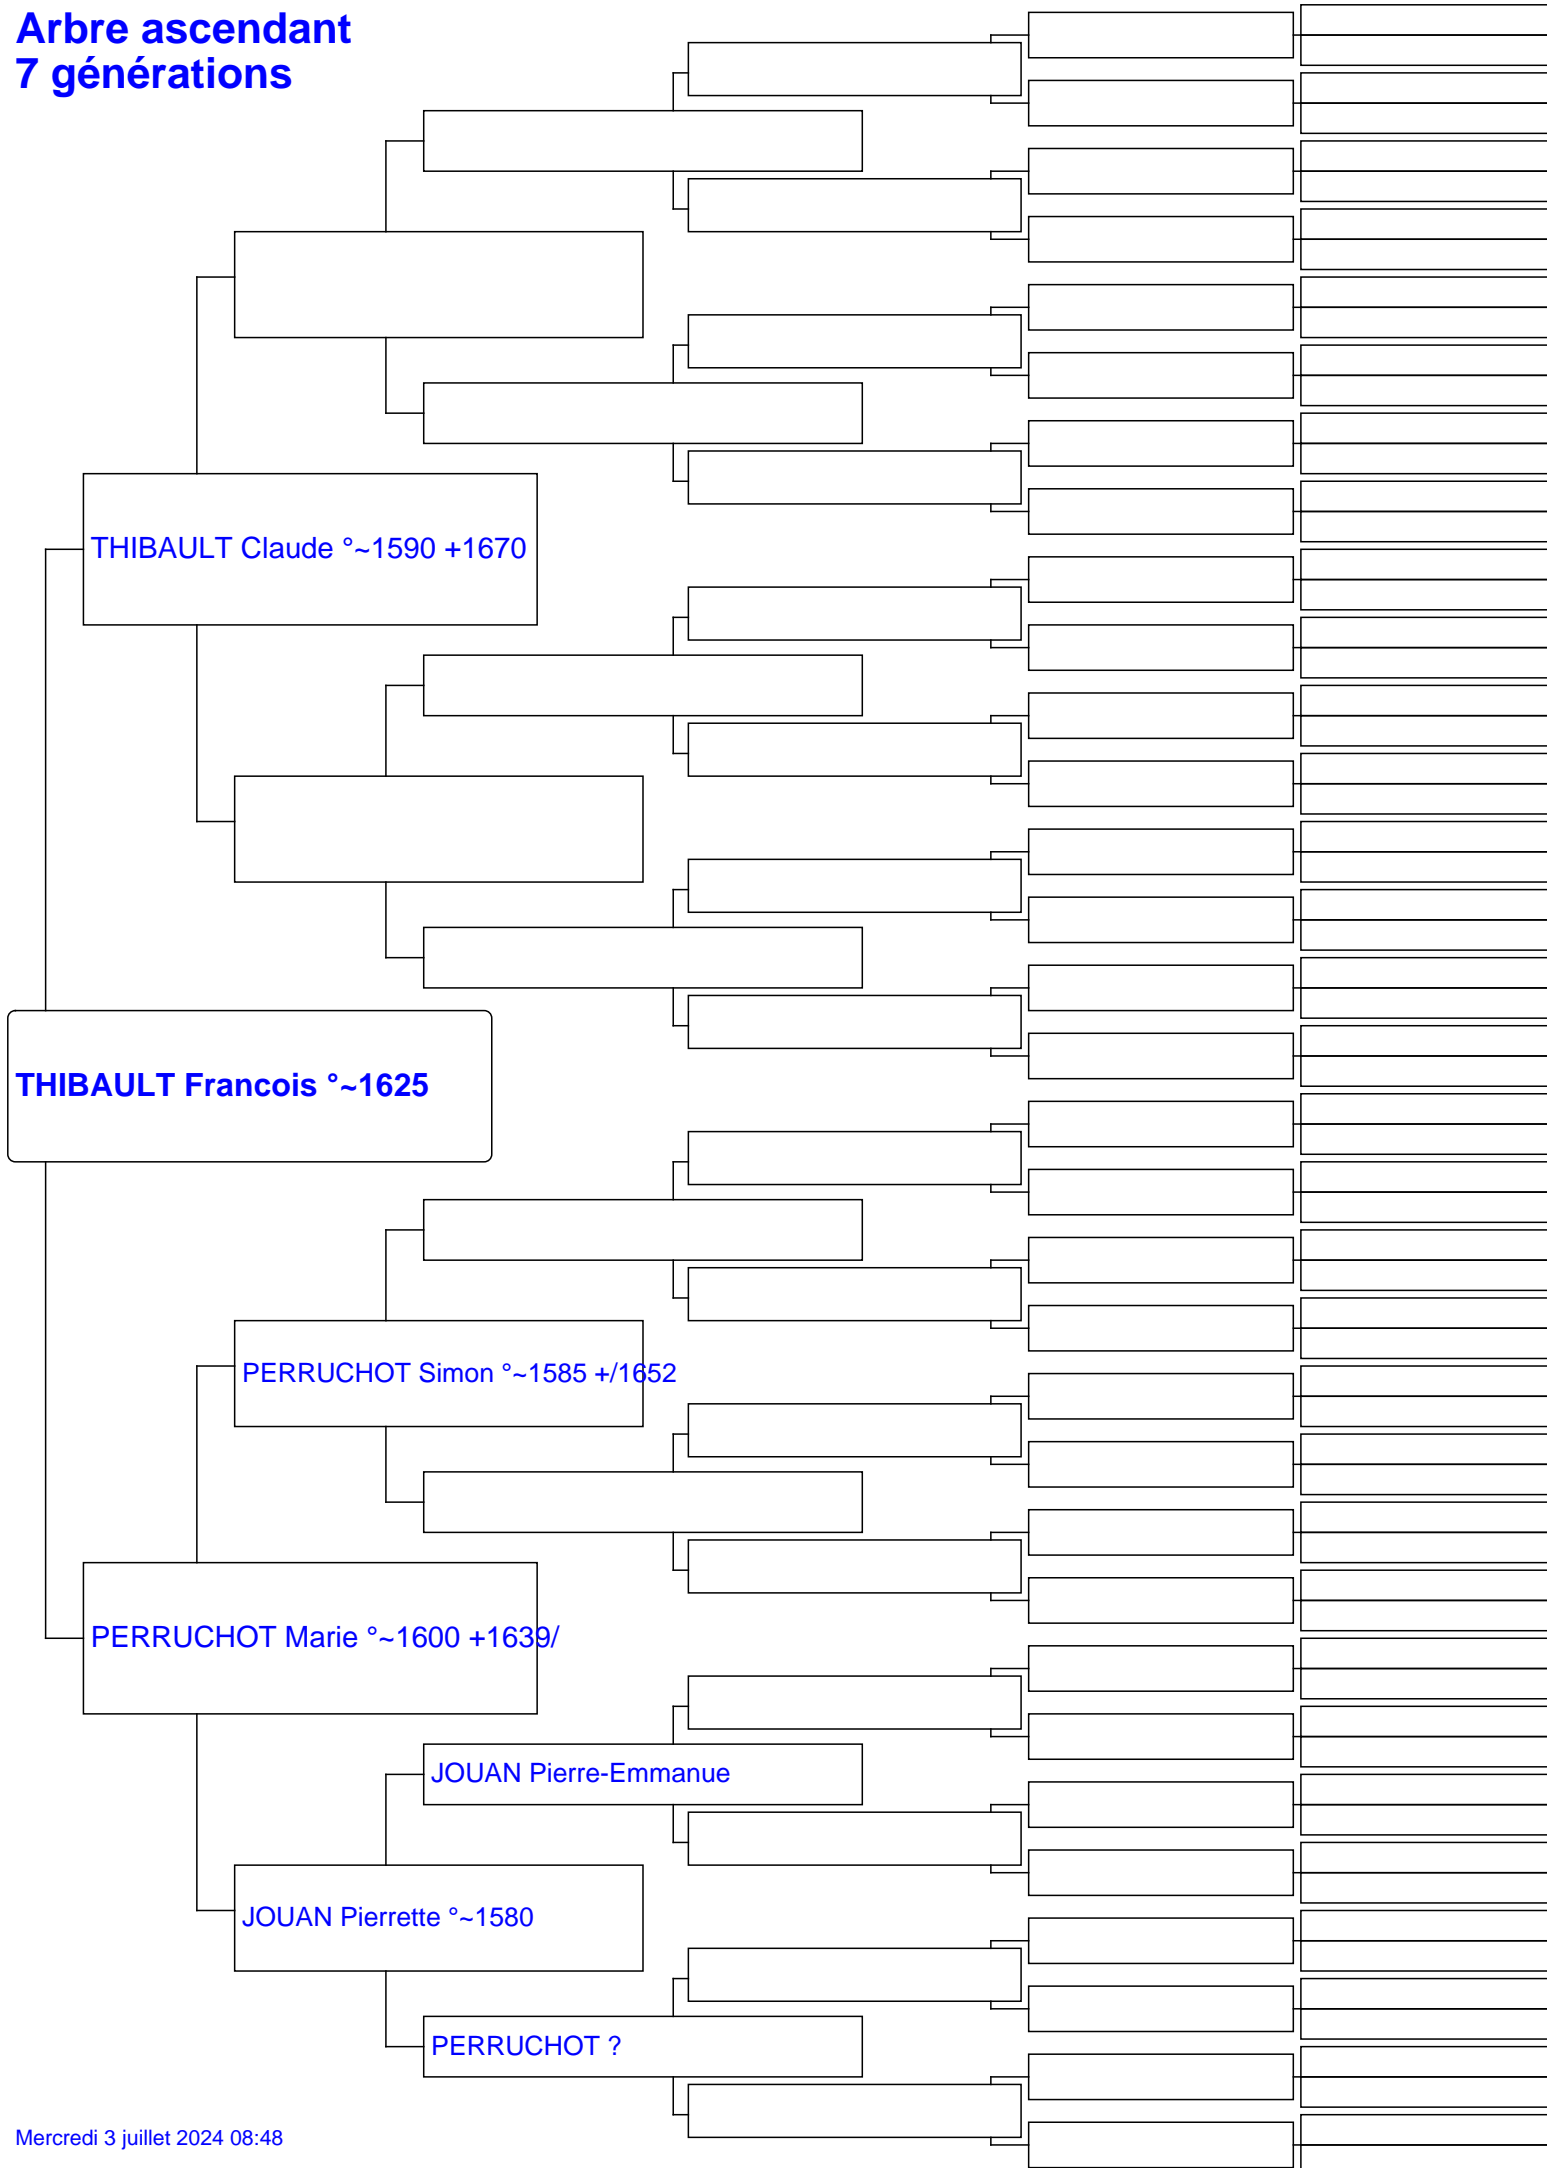 Arbre ascendant
7 générations
THIBAULT Claude °~1590 +1670
THIBAULT Francois °~1625
PERRUCHOT Simon °~1585 +/1652
PERRUCHOT Marie °~1600 +1639/
JOUAN Pierre-Emmanue
JOUAN Pierrette °~1580
PERRUCHOT ?
Mercredi 3 juillet 2024 08:48